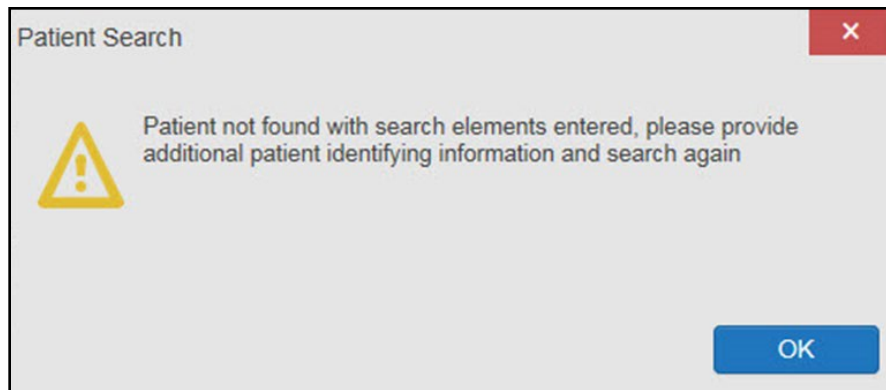 Patient Search
Patient not found with search elements entered, please provide
additional patient identifying information and search again
OK